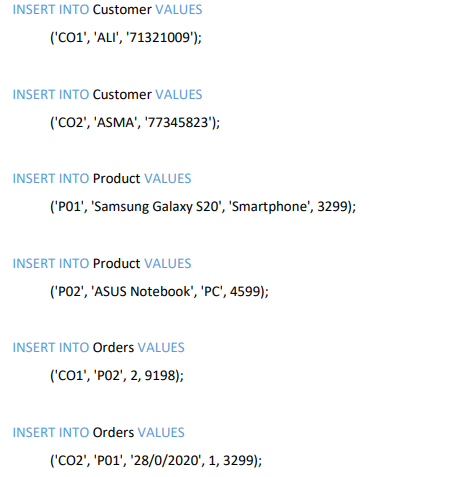 INSERT INTO Customer VALUES
('CO1', 'ALI', '71321009');
INSERT INTO Customer VALUES
('CO2', 'ASMA', '77345823');
INSERT INTO Product VALUES
('P01', 'Samsung Galaxy S20', 'Smartphone', 3299);
INSERT INTO Product VALUES
('P02', 'ASUS Notebook', 'PC', 4599);
INSERT INTO Orders VALUES
('CO1', 'P02', 2, 9198);
INSERT INTO Orders VALUES
('CO2', 'P01', '28/0/2020', 1, 3299);